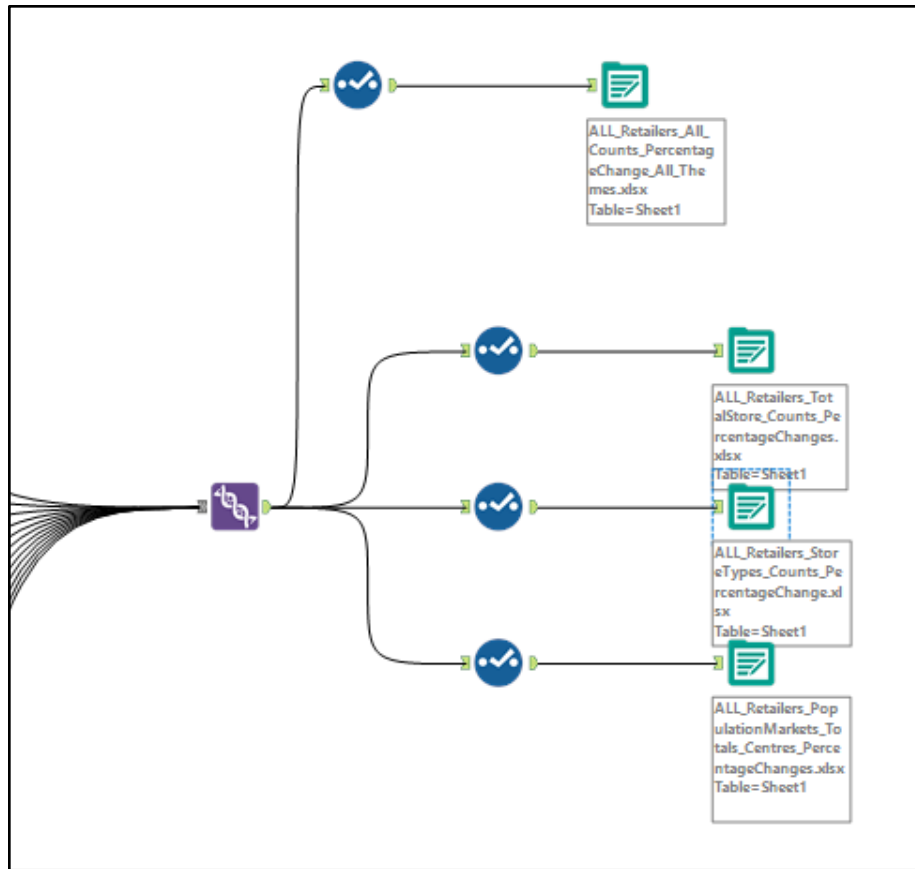 ALL_Retailers_All_
Counts_Percentag
eChange_All_The
mes.xlsx
Table=Sheet1
ALL_Retailers_Tot
alStore_Counts_Pe
rcentageChanges.
xlsx
Table=Sheet1
ALL_Retailers_Stor
eTypes_Counts_Pe
rcentageChange.xl
sx
Table=Sheet1
ALL_Retailers_Pop
ulationMarkets_To
tals_Centres_Perce
ntageChanges.xlsx
Table=Sheet1